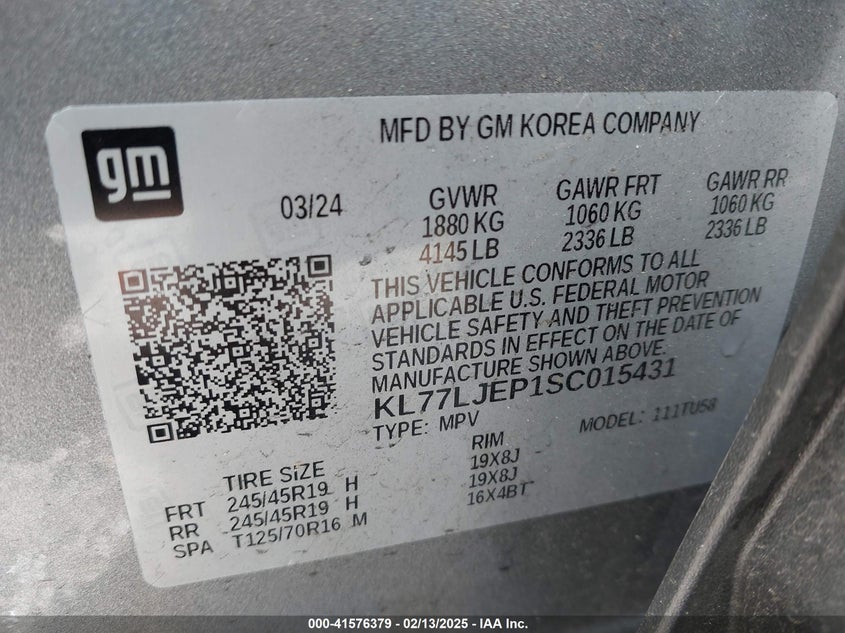 gm
MFD BY GM KOREA COMPANY
03/24
GVWR GAWR FRT GAWR RR
1880 KG 1060 KG 1060 KG
4145 LB 2336 LB 2336 LB
THIS VEHICLE CONFORMS TO ALL
APPLICABLE U.S. FEDERAL MOTOR
VEHICLE SAFETY AND THEFT PREVENTION
STANDARDS IN EFFECT ON THE DATE OF
MANUFACTURE SHOWN ABOVE.
KL77LJEP1SC015431
TYPE: MPV MODEL: 111TU58
TIRE SIZE RIM
FRT 245/45R19 H 19X8J
RR 245/45R19 H 19X8J
SPA T125/70R16 M 16X4BT
000-41576379 — 02/13/2025 — IAA Inc.